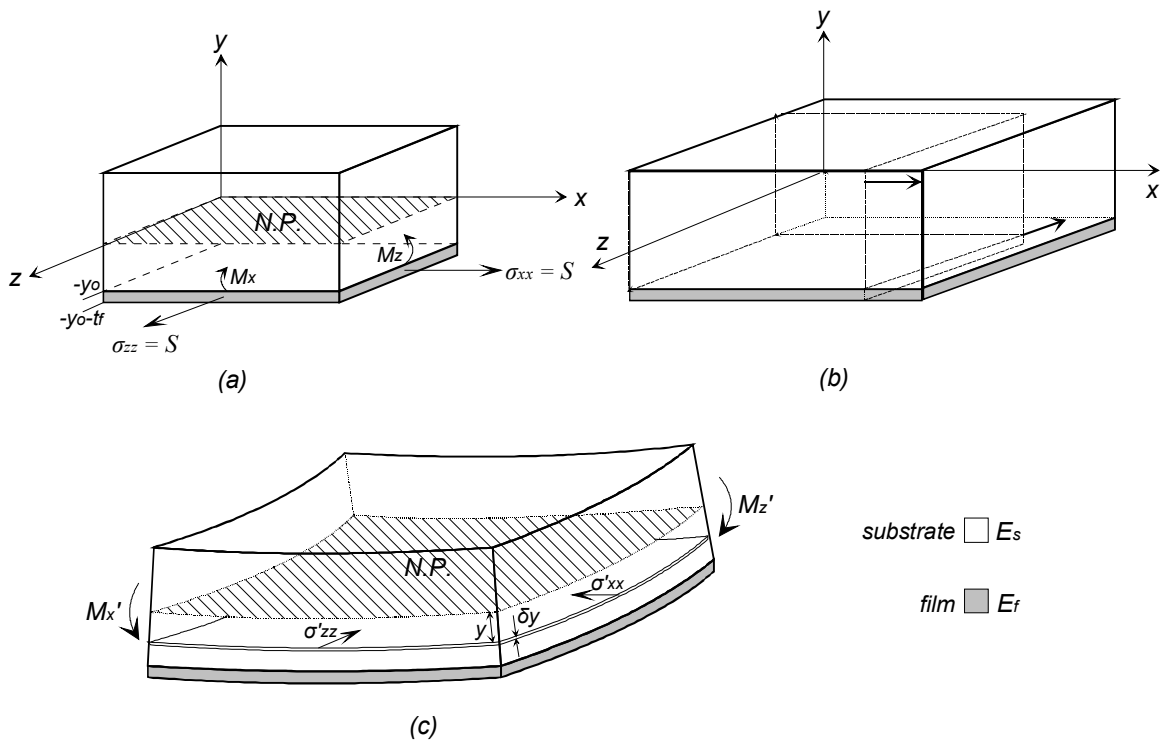 y
x
N.P.
z
Mz
Mx
σxx = S
-yo
-yo-tf
σzz = S
(a)
y
x
z
(b)
Mz'
N.P.
σ'xx
Mx'
σ'zz
y
δy
(c)
substrate Es
film Ef